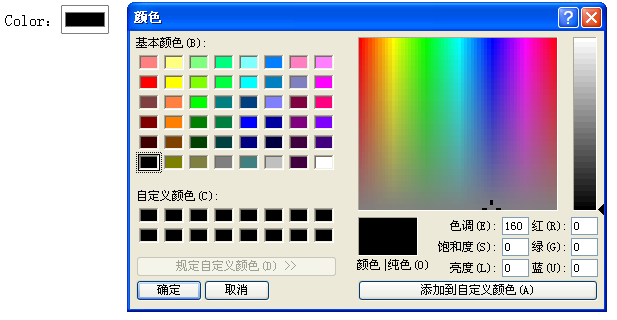 Color:
颜色
基本颜色(B):
自定义颜色(C):
规定自定义颜色(D) >>
确定 取消
色调(E): 160 红(R): 0
饱和度(S): 0 绿(G): 0
颜色|纯色(O) 亮度(L): 0 蓝(U): 0
添加到自定义颜色(A)